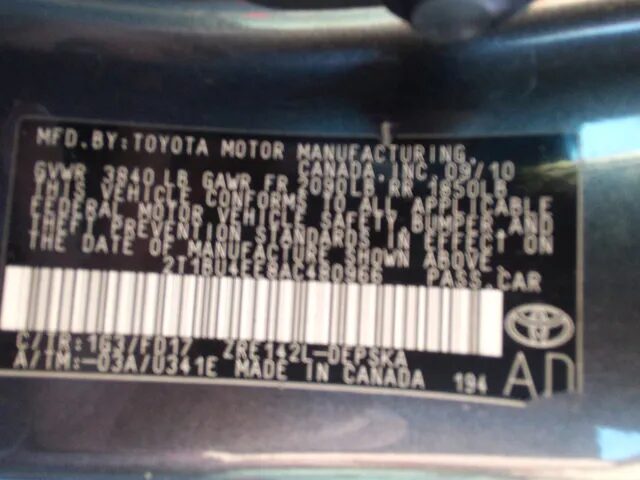 MFD. BY: TOYOTA MOTOR MANUFACTURING,
CANADA, INC. 09/10
GVWR 3840 LB GAWR FR 2090LB RR 1850LB
THIS VEHICLE CONFORMS TO ALL APPLICABLE
FEDERAL MOTOR VEHICLE SAFETY, BUMPER, AND
THEFT PREVENTION STANDARDS IN EFFECT ON
THE DATE OF MANUFACTURE SHOWN ABOVE.
2T1BU4EE8AC480966 PASS. CAR
C/TR: 1G3/FD17 ZRE142L-DEPSKA
A/TM: -03A/U341E MADE IN CANADA 194
AD